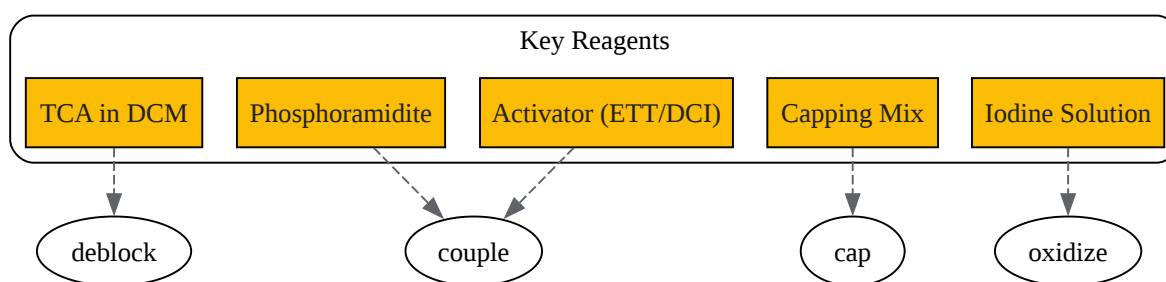 Key Reagents
TCA in DCM
Phosphoramidite
Activator (ETT/DCI)
Capping Mix
Iodine Solution
deblock
couple
cap
oxidize